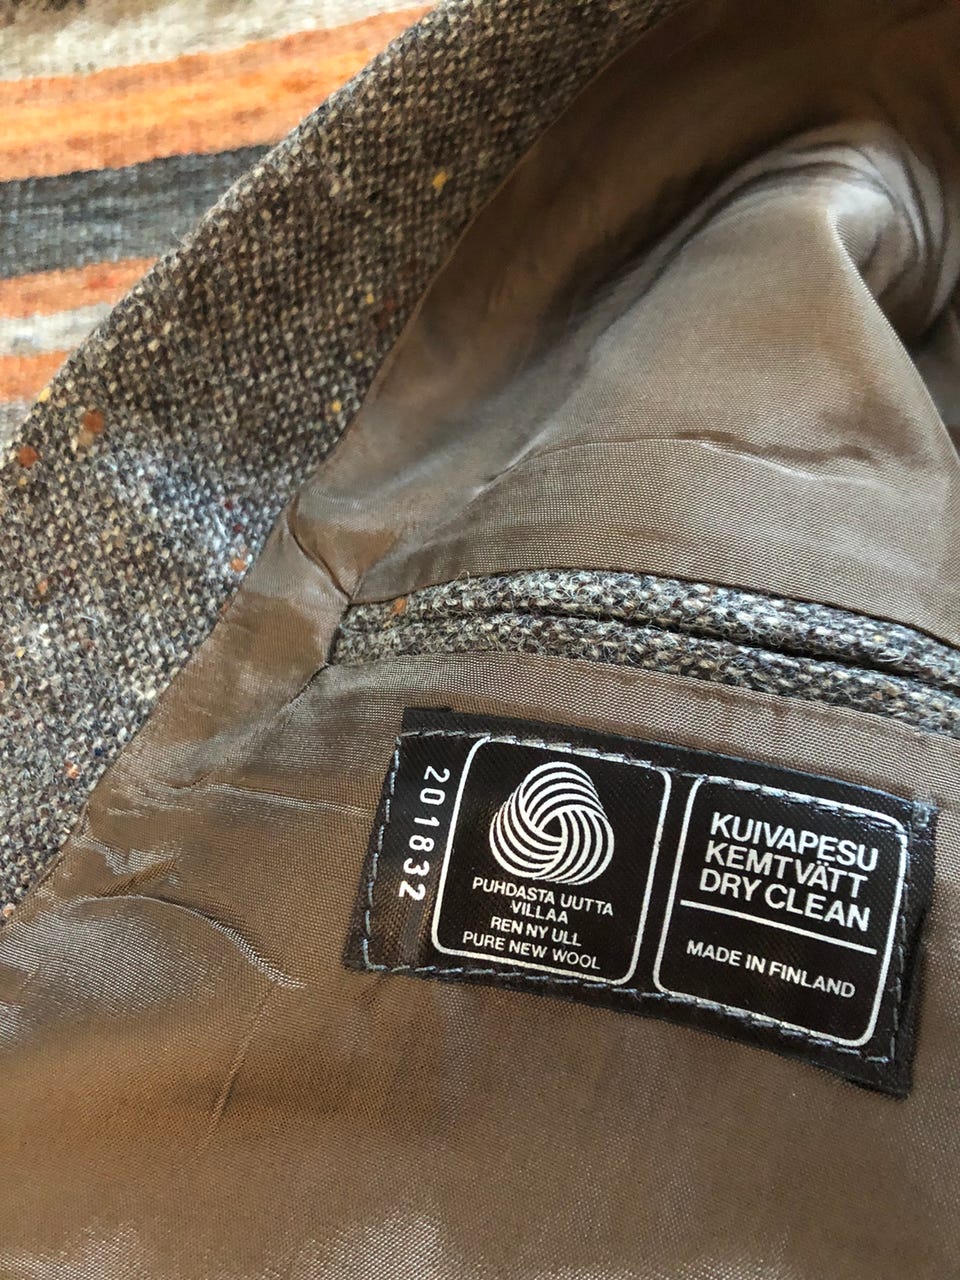 201832
PUHDASTA UUTTA
VILLAA
REN NY ULL
PURE NEW WOOL
KUIVAPESU
KEMTVÄTT
DRY CLEAN
MADE IN FINLAND